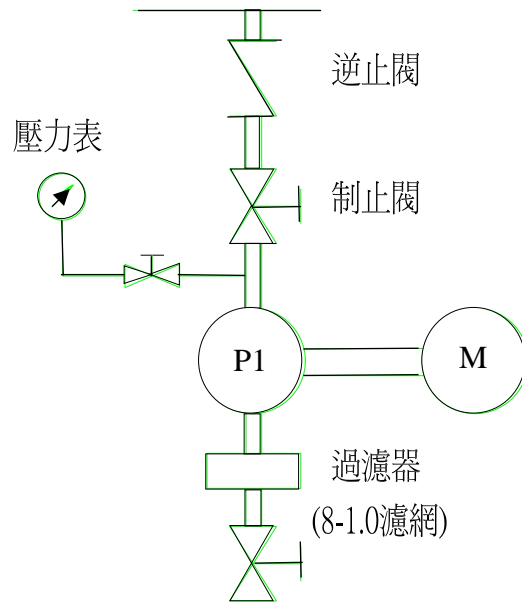 逆止閥
壓力表
制止閥
P1
M
過濾器
(8-1.0濾網)